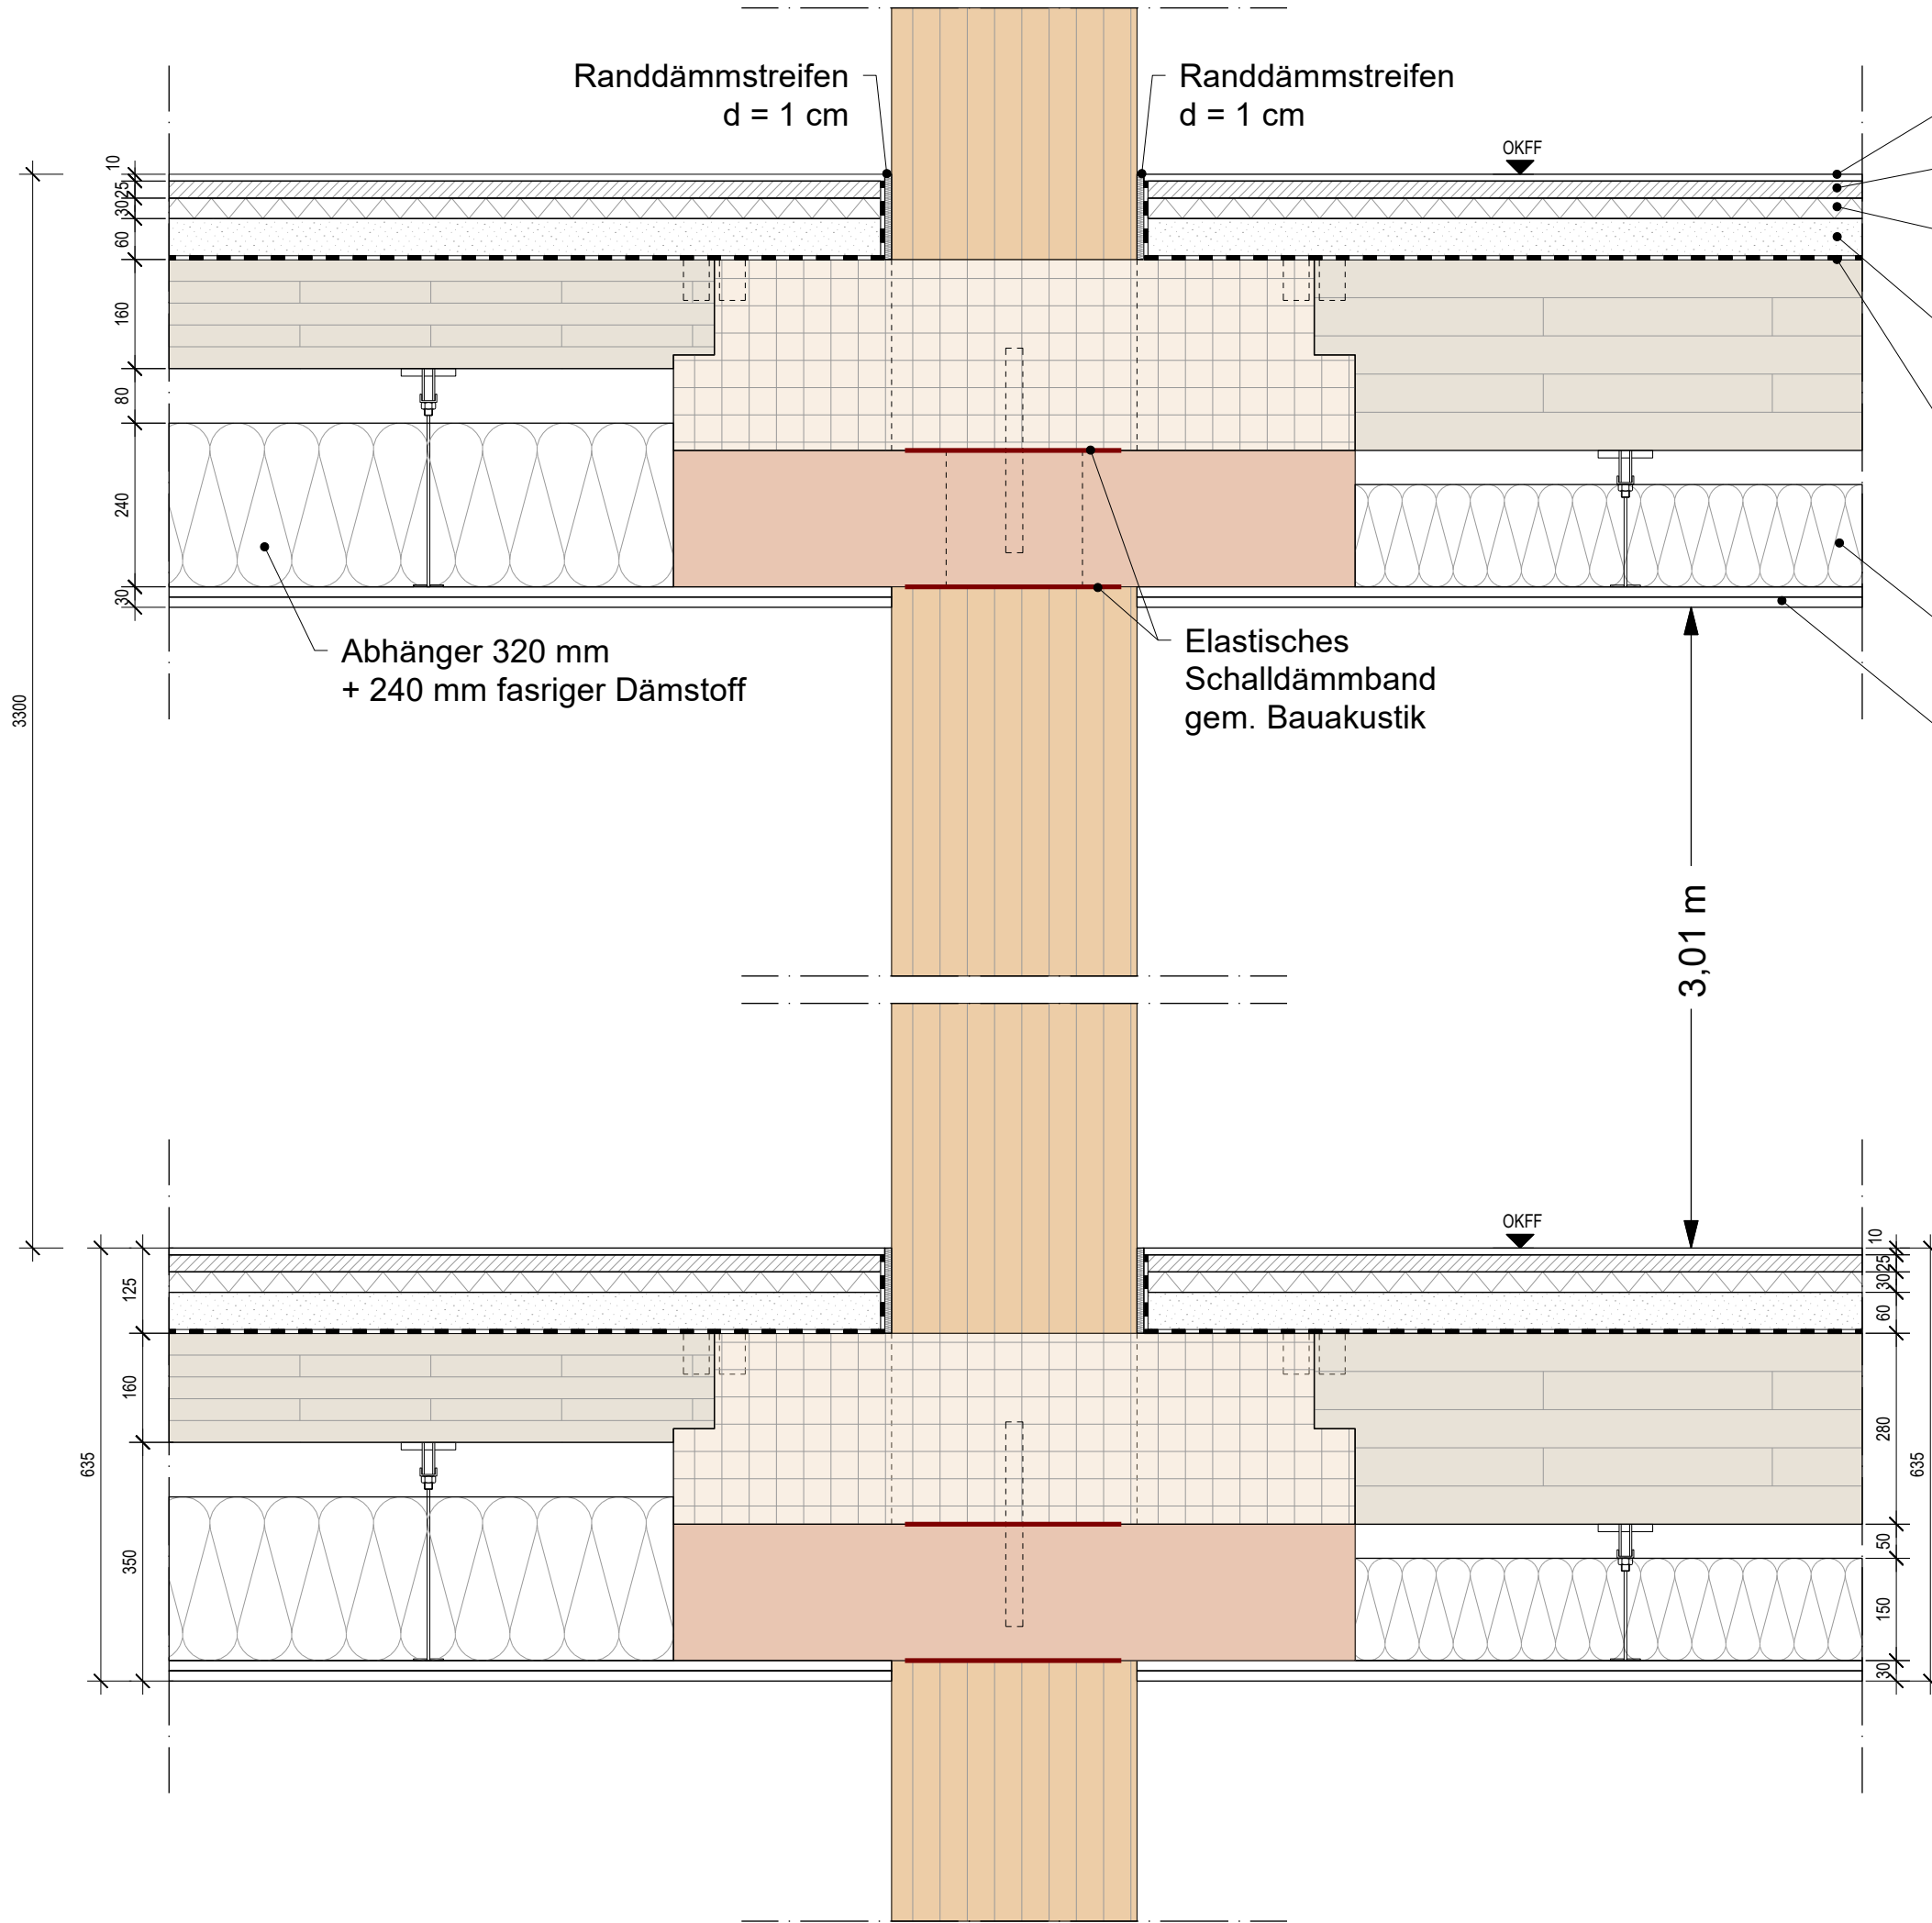 Randdämmstreifen
d = 1 cm
Randdämmstreifen
d = 1 cm
OKFF
10
25
30
60
160
80
240
30
3300
Abhänger 320 mm
+ 240 mm fasriger Dämstoff
Elastisches
Schalldämmband
gem. Bauakustik
3,01 m
OKFF
125
160
350
635
10
25
30
60
280
50
150
30
635